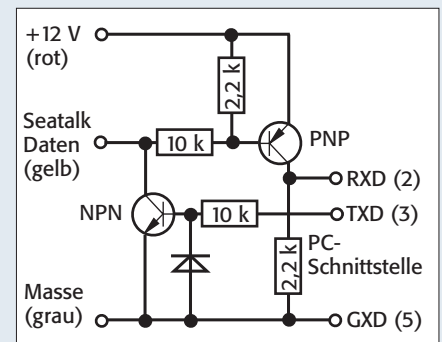 +12 V
(rot)
2,2 k
Seatalk
Daten
(gelb)
10 k
PNP
RXD (2)
NPN
10 k
TXD (3)
2,2 k
PC-
Schnittstelle
Masse
(grau)
GXD (5)